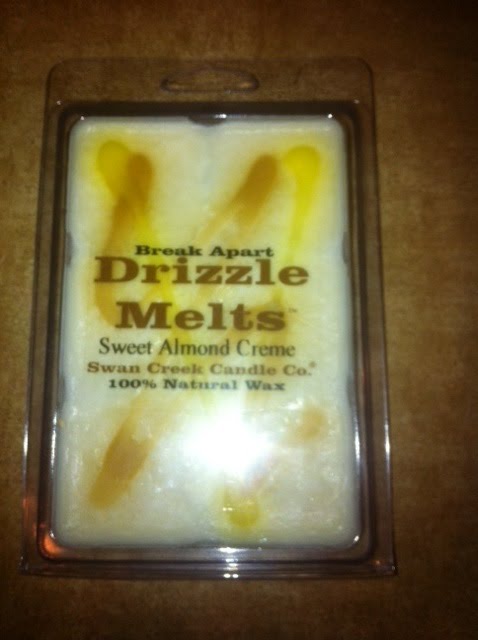 Break Apart
Drizzle
Melts™
Sweet Almond Creme
Swan Creek Candle Co.®
100% Natural Wax